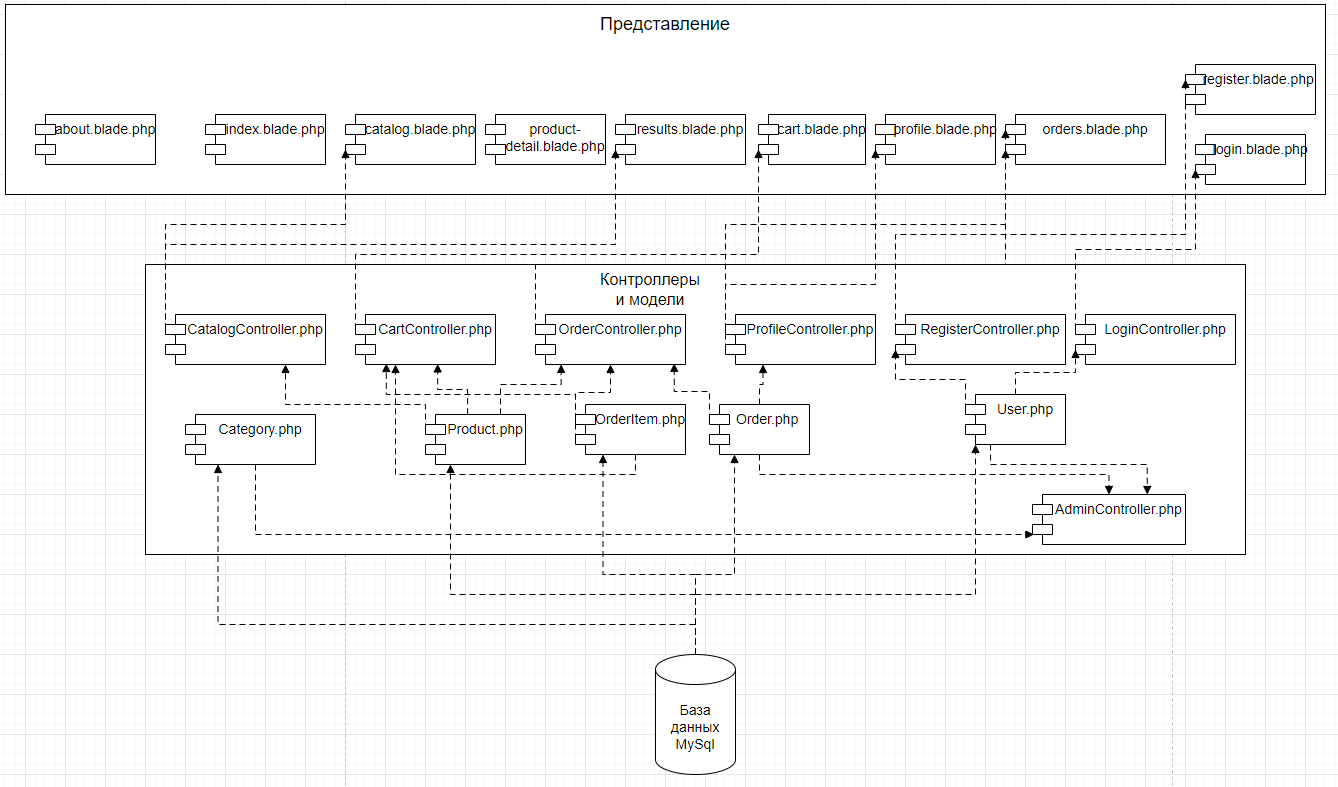 Представление
register.blade.php
about.blade.php
index.blade.php
catalog.blade.php
product-
detail.blade.php
results.blade.php
cart.blade.php
profile.blade.php
orders.blade.php
login.blade.php
Контроллеры
и модели
CatalogController.php
CartController.php
OrderController.php
ProfileController.php
RegisterController.php
LoginController.php
Category.php
Product.php
OrderItem.php
Order.php
User.php
AdminController.php
База
данных
MySql